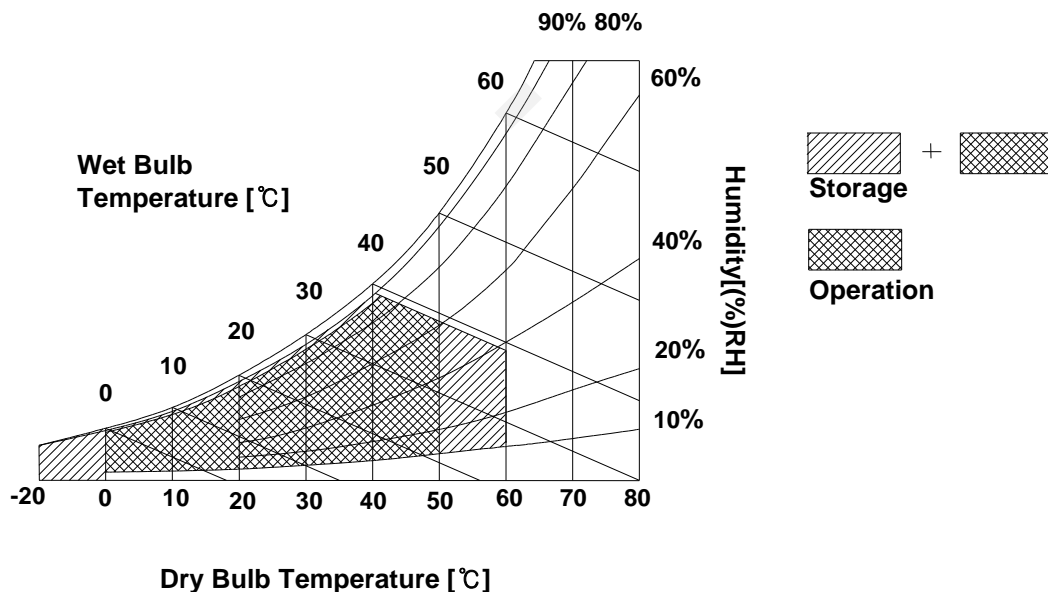 90% 80%
60
60%
Wet Bulb
Temperature [℃]
50
40
30
20
10
0
Humidity[(%)RH]
40%
20%
10%
-20 0 10 20 30 40 50 60 70 80
Dry Bulb Temperature [℃]
+
Storage
Operation